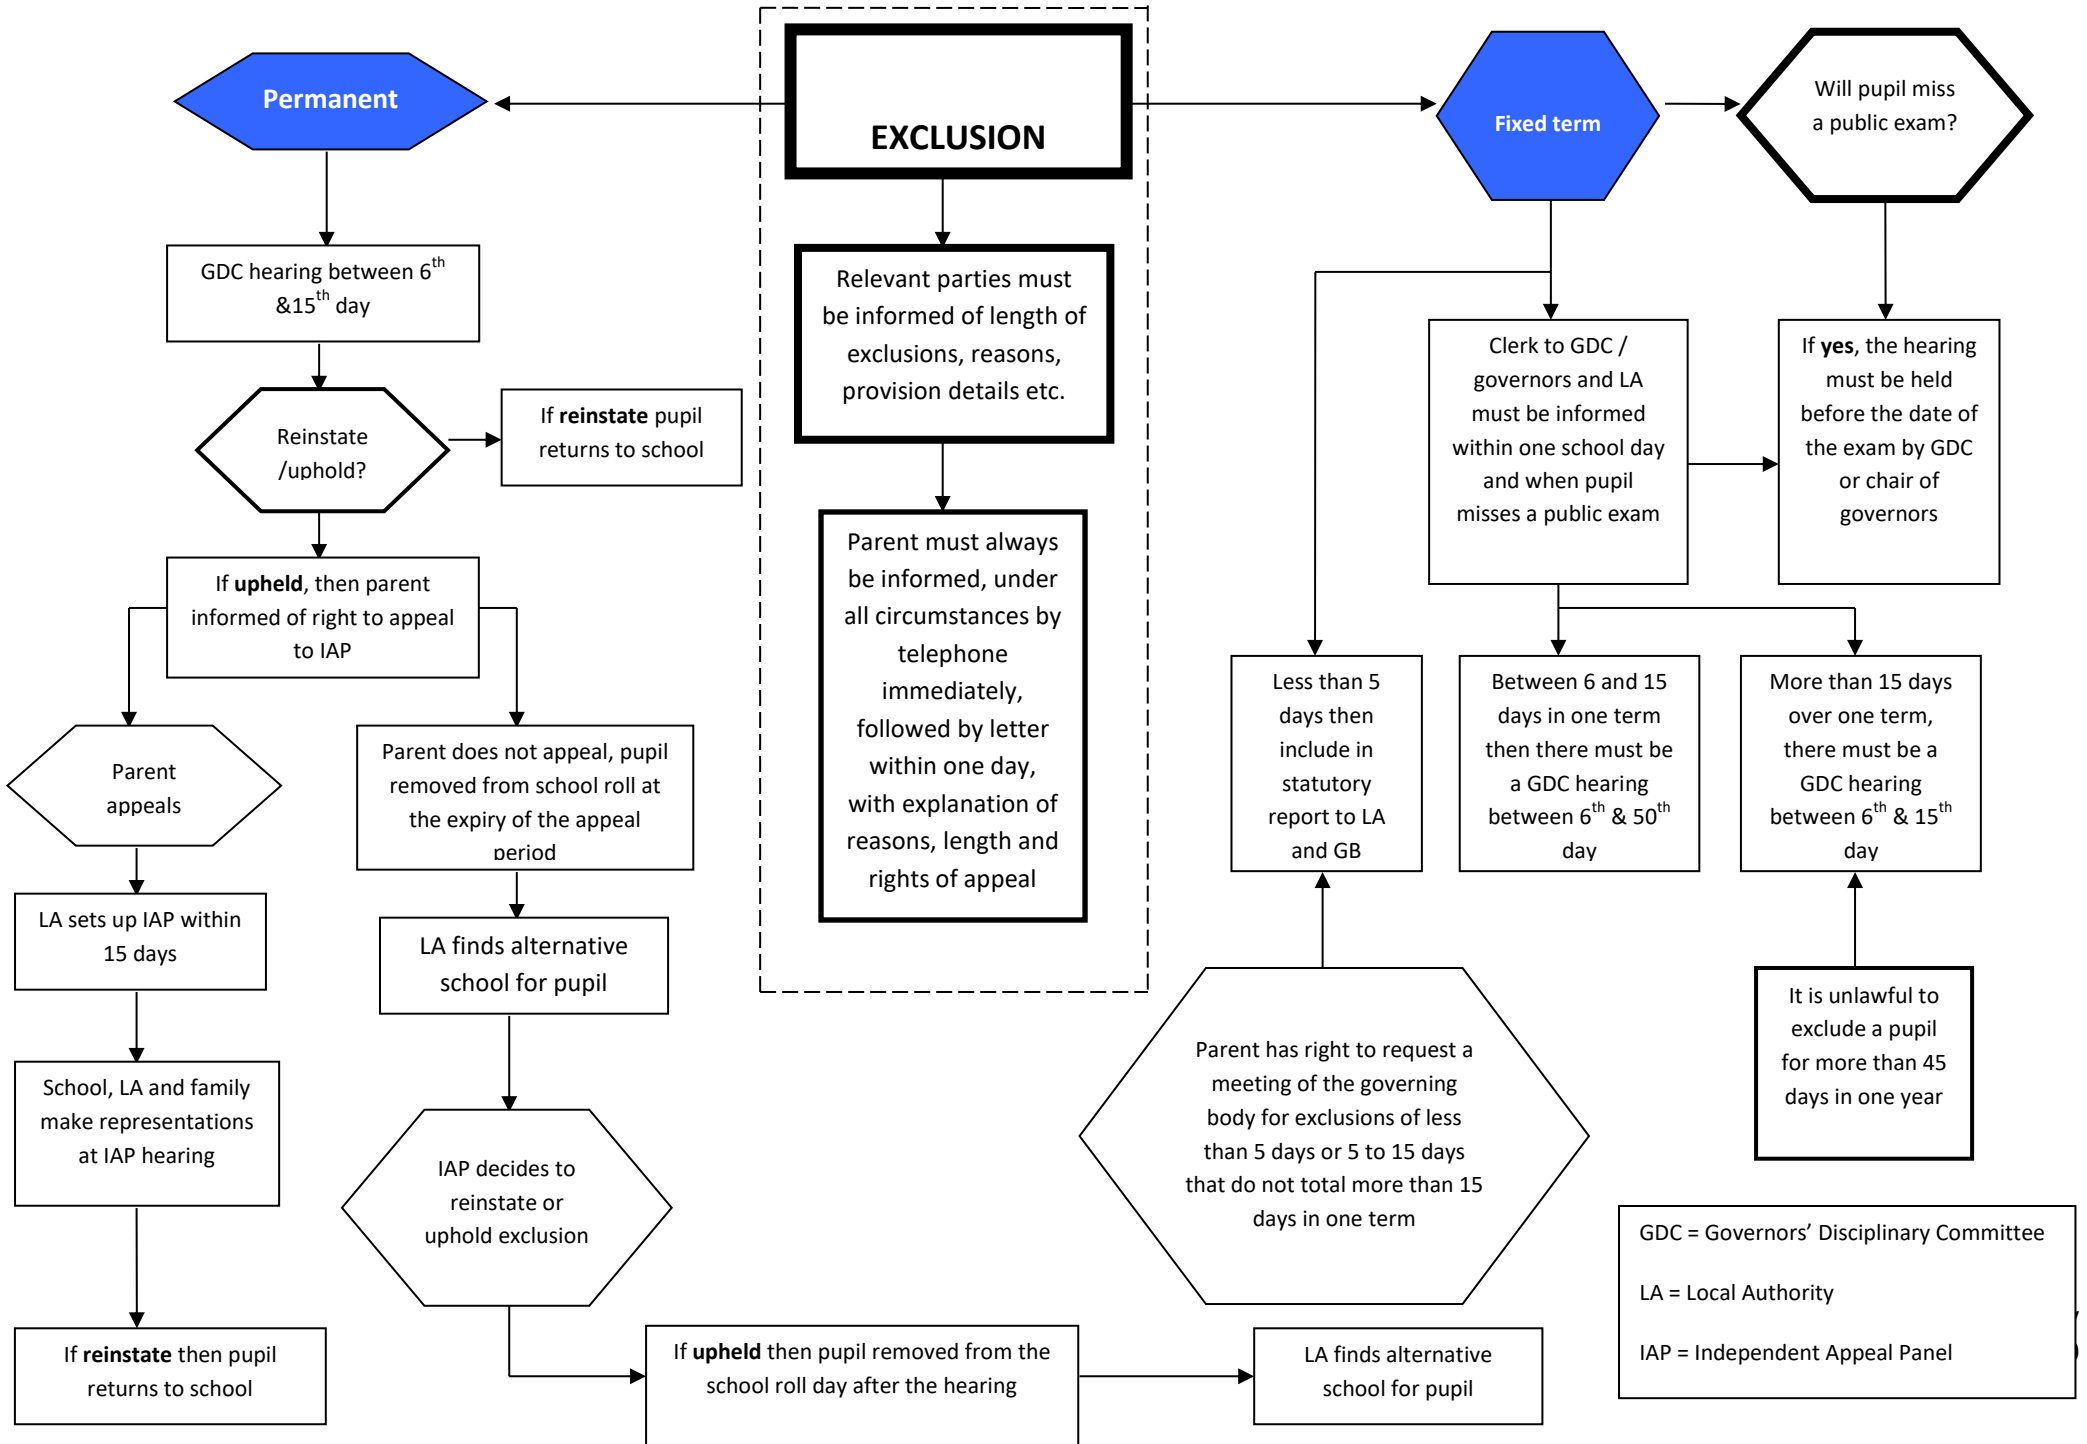 Permanent
EXCLUSION
Fixed term
Will pupil miss
a public exam?
GDC hearing between 6th
&15th day
Reinstate
/uphold?
If reinstate pupil
returns to school
If upheld, then parent
informed of right to appeal
to IAP
Parent
appeals
Parent does not appeal, pupil
removed from school roll at
the expiry of the appeal
period
LA sets up IAP within
15 days
LA finds alternative
school for pupil
School, LA and family
make representations
at IAP hearing
IAP decides to
reinstate or
uphold exclusion
If reinstate then pupil
returns to school
If upheld then pupil removed from the
school roll day after the hearing
LA finds alternative
school for pupil
Relevant parties must
be informed of length of
exclusions, reasons,
provision details etc.
Parent must always
be informed, under
all circumstances by
telephone
immediately,
followed by letter
within one day,
with explanation of
reasons, length and
rights of appeal
Clerk to GDC /
governors and LA
must be informed
within one school day
and when pupil
misses a public exam
If yes, the hearing
must be held
before the date of
the exam by GDC
or chair of
governors
Less than 5
days then
include in
statutory
report to LA
and GB
Between 6 and 15
days in one term
then there must be
a GDC hearing
between 6th & 50th
day
More than 15 days
over one term,
there must be a
GDC hearing
between 6th & 15th
day
Parent has right to request a
meeting of the governing
body for exclusions of less
than 5 days or 5 to 15 days
that do not total more than 15
days in one term
It is unlawful to
exclude a pupil
for more than 45
days in one year
GDC = Governors’ Disciplinary Committee
LA = Local Authority
IAP = Independent Appeal Panel